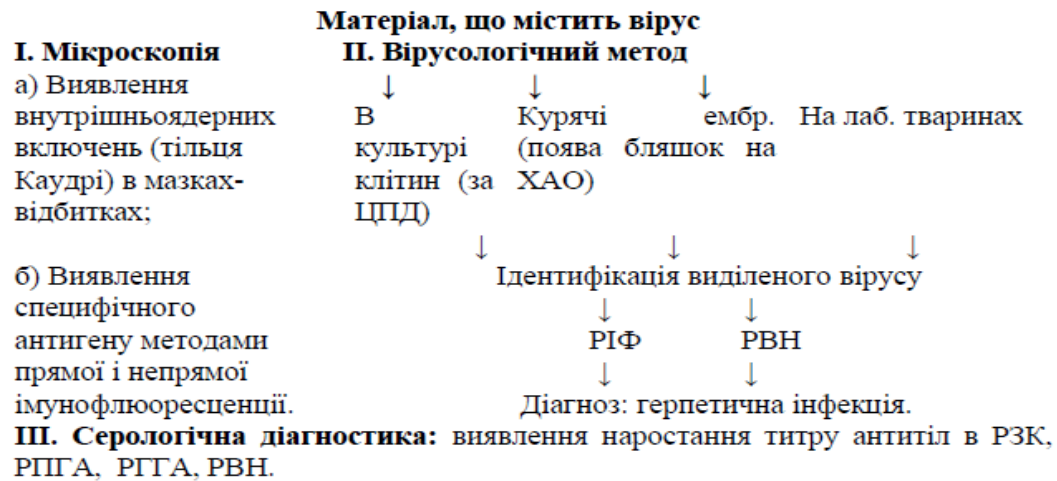 Матеріал, що містить вірус
І. Мікроскопія ІІ. Вірусологічний метод
а) Виявлення ↓ ↓ ↓
внутрішньоядерних В Курячі ембр. На лаб. тваринах
включень (тільця культурі (поява бляшок на
Каудрі) в мазках- клітин (за ХАО)
відбитках; ЦПД)
↓ ↓ ↓
б) Виявлення Ідентифікація виділеного вірусу
специфічного ↓ ↓
антигену методами РІФ РВН
прямої і непрямої ↓ ↓
імунофлюоресценції. Діагноз: герпетична інфекція.
ІІІ. Серологічна діагностика: виявлення наростання титру антитіл в РЗК,
РПГА, РГГА, РВН.